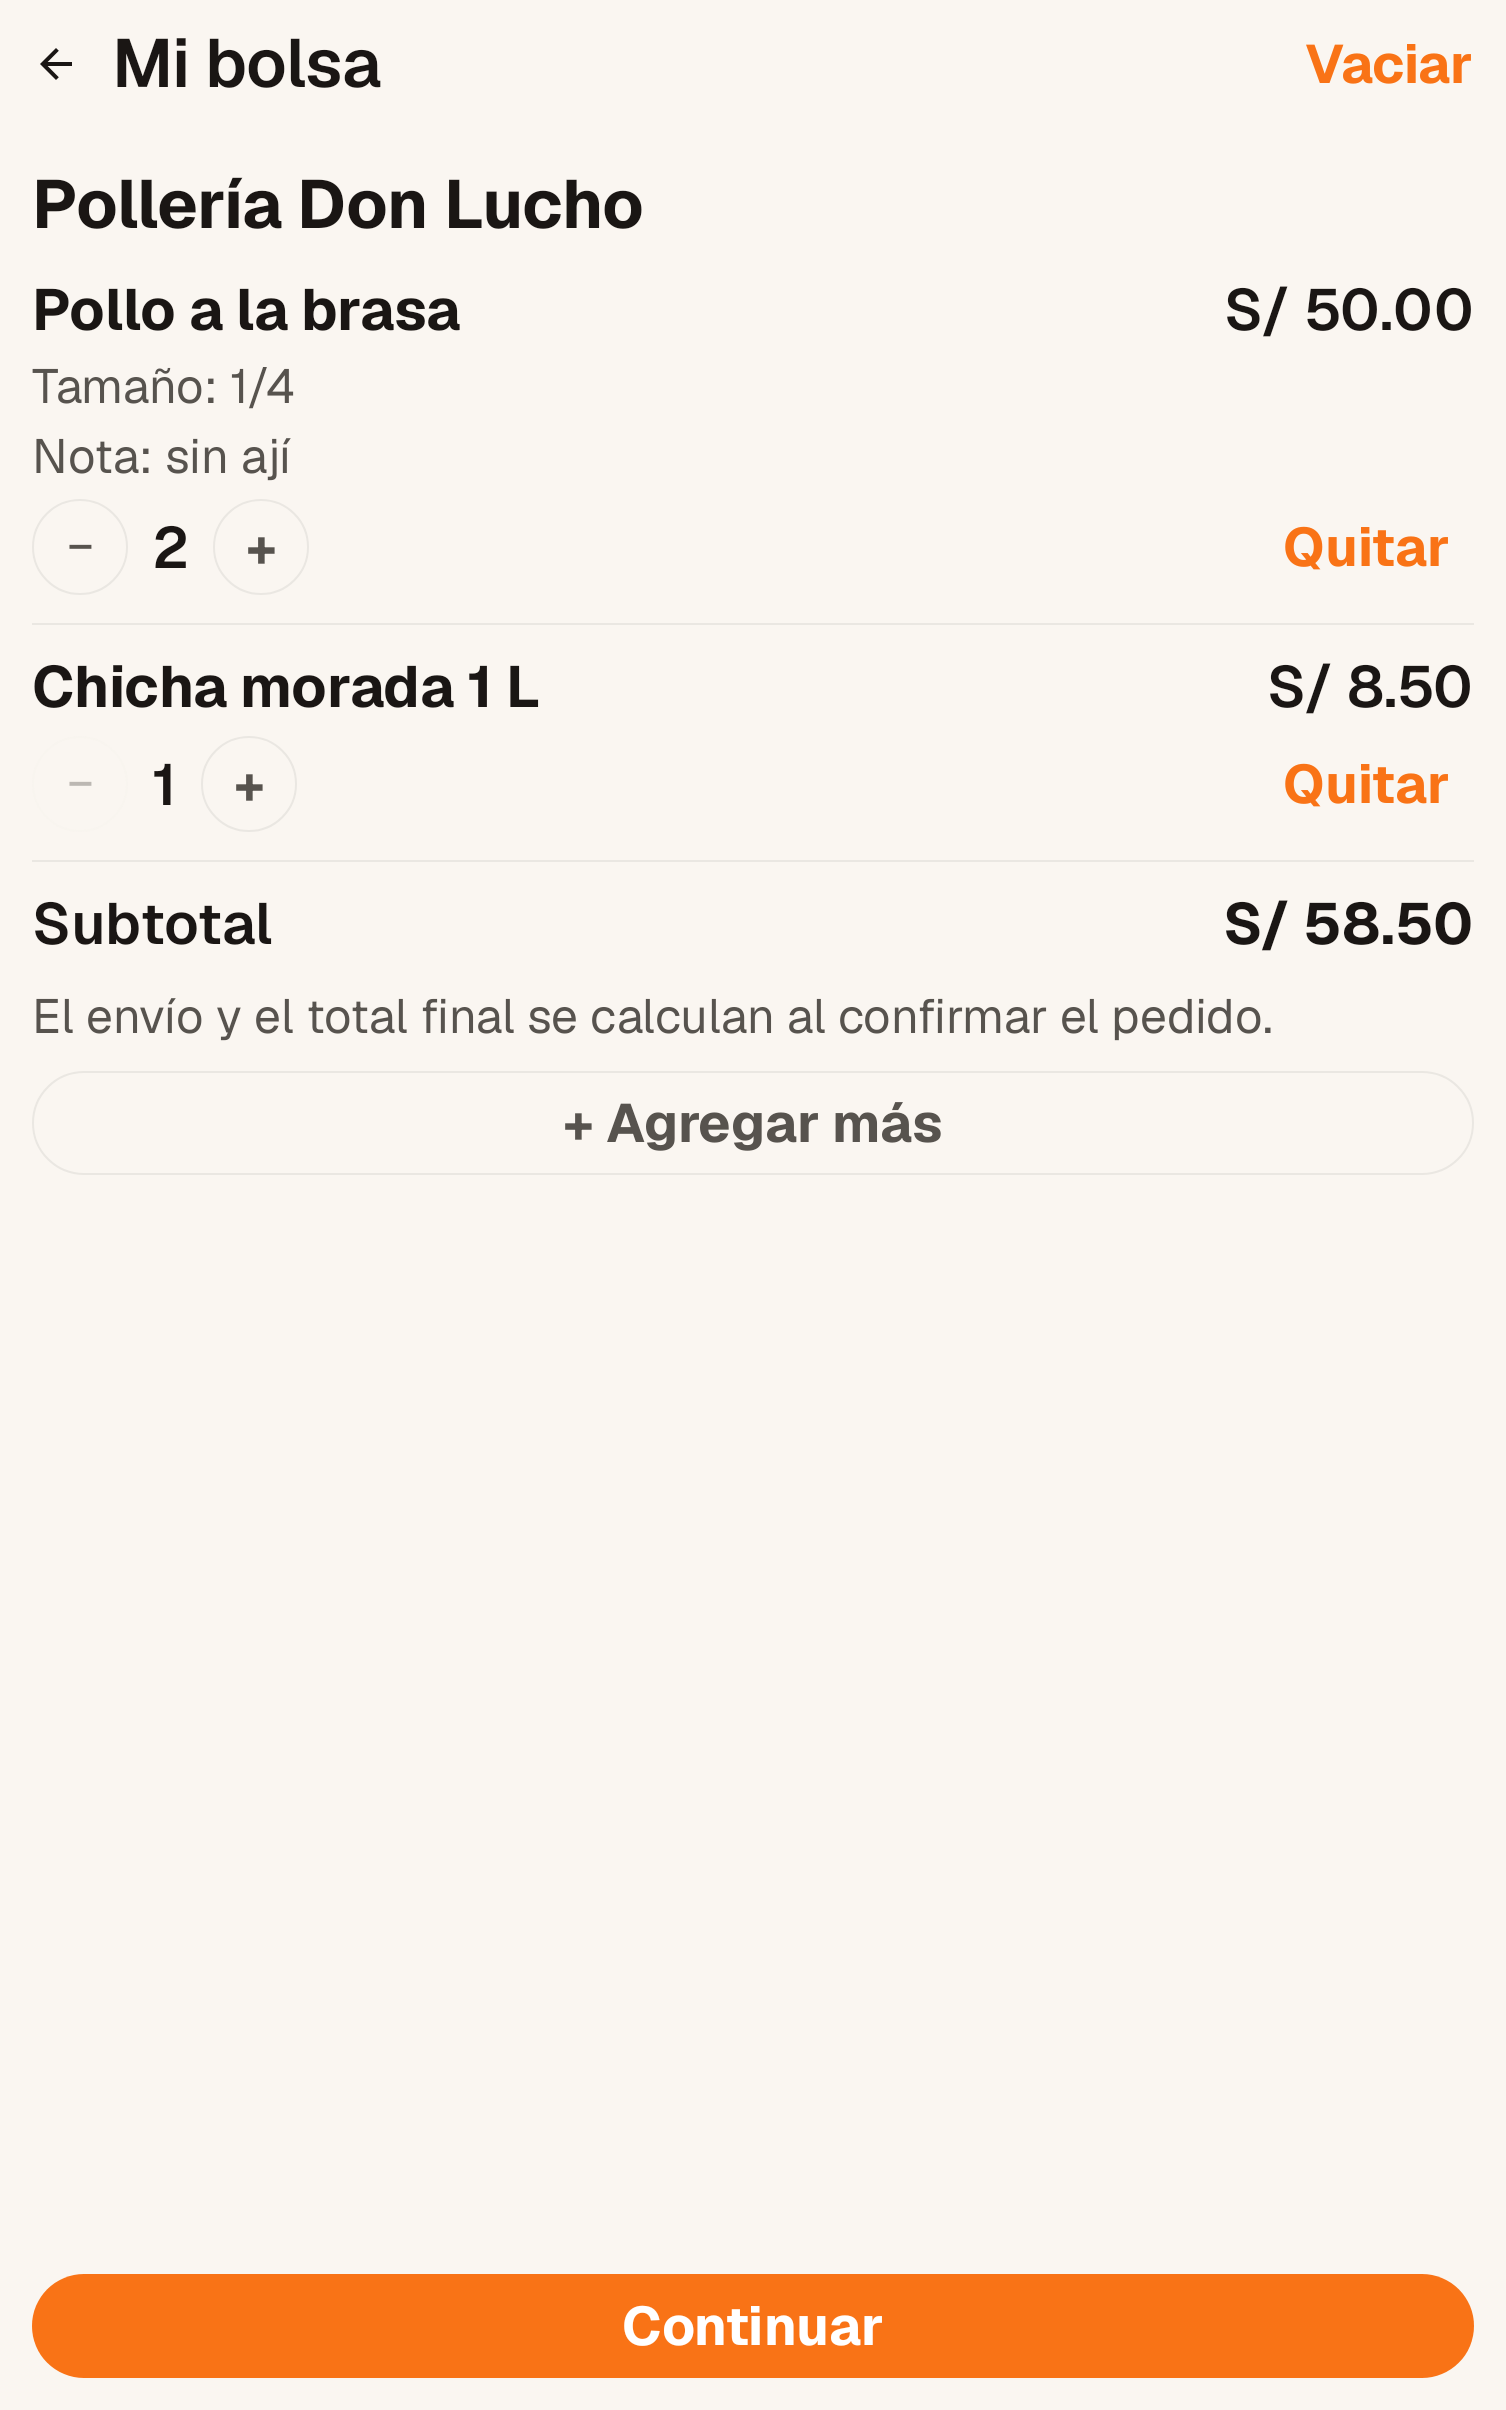 ← Mi bolsa Vaciar
Pollería Don Lucho
Pollo a la brasa S/ 50.00
Tamaño: 1/4
Nota: sin ají
− 2 + Quitar
Chicha morada 1 L S/ 8.50
− 1 + Quitar
Subtotal S/ 58.50
El envío y el total final se calculan al confirmar el pedido.
+ Agregar más
Continuar